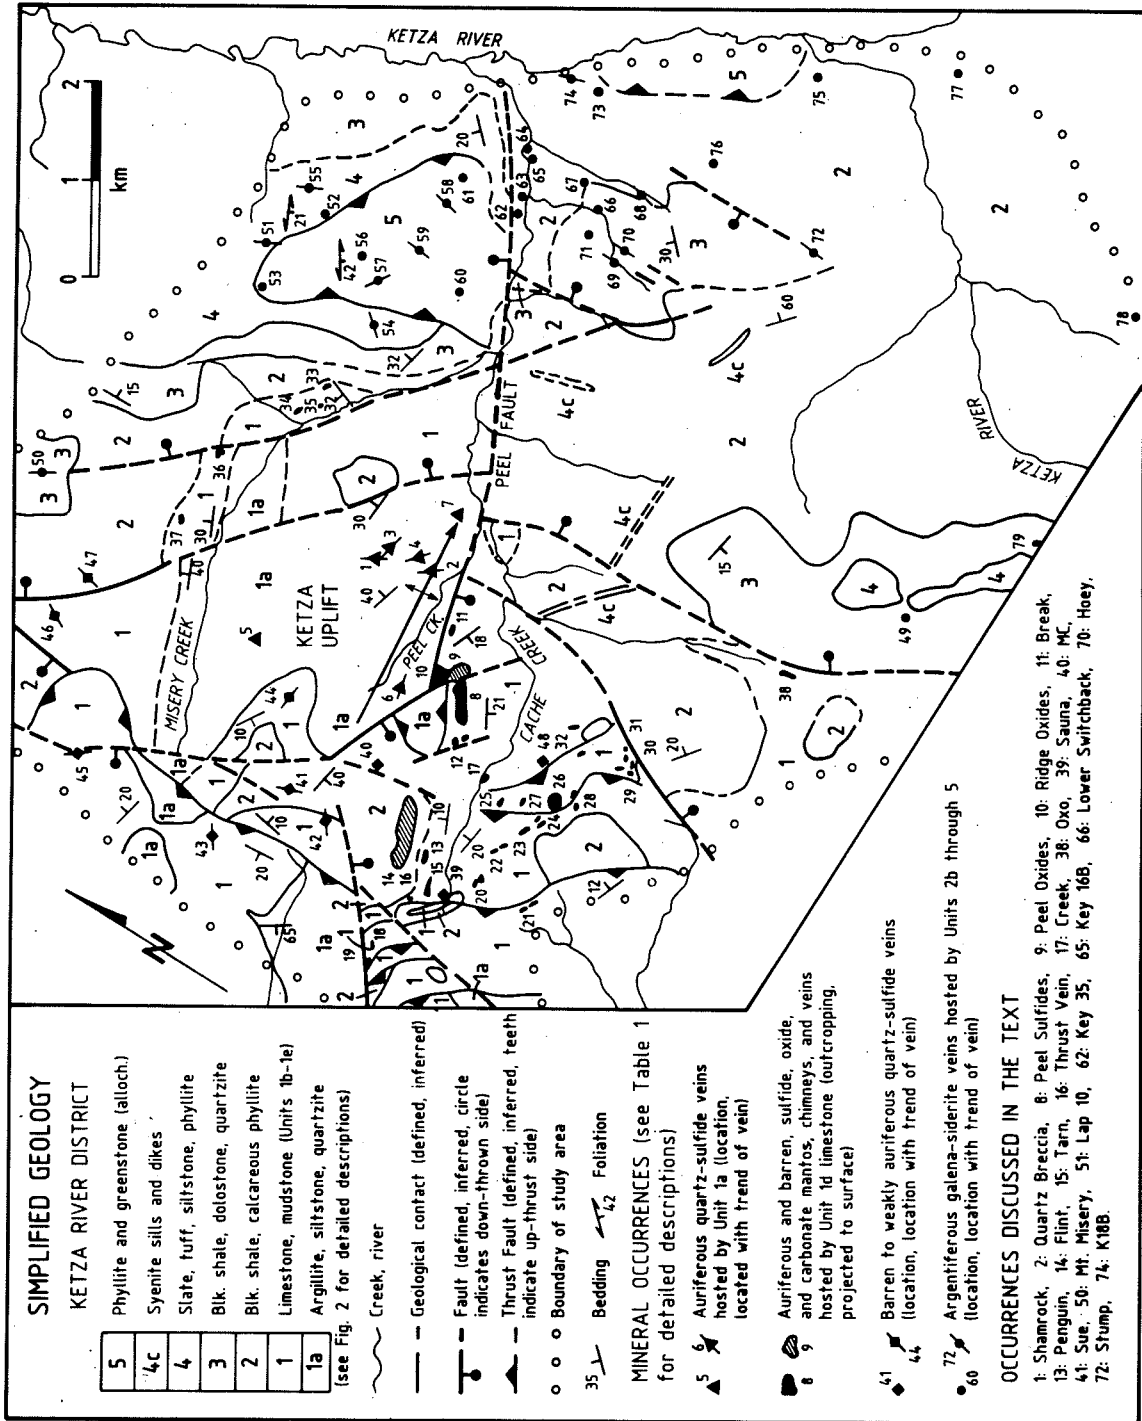 SIMPLIFIED GEOLOGY
KETZA RIVER DISTRICT
5 Phyllite and greenstone (alloch.)
4c Syenite sills and dikes
4 Slate, tuff, siltstone, phyllite
3 Blk. shale, dolostone, quartzite
2 Blk. shale, calcareous phyllite
1 Limestone, mudstone (Units 1b-1e)
1a Argillite, siltstone, quartzite
(see Fig. 2 for detailed descriptions)
Creek, river
Geological contact (defined, inferred)
Fault (defined, inferred, circle
indicates down-thrown side)
Thrust Fault (defined, inferred, teeth
indicate up-thrust side)
Boundary of study area
35 Bedding 42 Foliation
MINERAL OCCURRENCES (see Table 1
for detailed descriptions)
5 6 Auriferous quartz-sulfide veins
hosted by Unit 1a (location,
located with trend of vein)
8 9 Auriferous and barren, sulfide, oxide,
and carbonate mantos, chimneys, and veins
hosted by Unit 1d limestone (outcropping,
projected to surface)
41 44 Barren to weakly auriferous quartz-sulfide veins
(location, location with trend of vein)
60 72 Argentiferous galena-siderite veins hosted by Units 2b through 5
(location, location with trend of vein)
OCCURRENCES DISCUSSED IN THE TEXT
1: Shamrock, 2: Quartz Breccia, 8: Peel Sulfides, 9: Peel Oxides, 10: Ridge Oxides, 11: Break,
13: Penguin, 14: Flint, 15: Tarn, 16: Thrust Vein, 17: Creek, 38: Oxo, 39: Sauna, 40: MC,
41: Sue, 50: Mt. Misery, 51: Lap 10, 62: Key 35, 65: Key 16B, 66: Lower Switchback, 70: Hoey,
72: Stump, 74: K18B.
N
0 1 2
km
KETZA RIVER
MISERY CREEK
KETZA
UPLIFT
PEEL CK.
CACHE CREEK
PEEL FAULT
KETZA RIVER